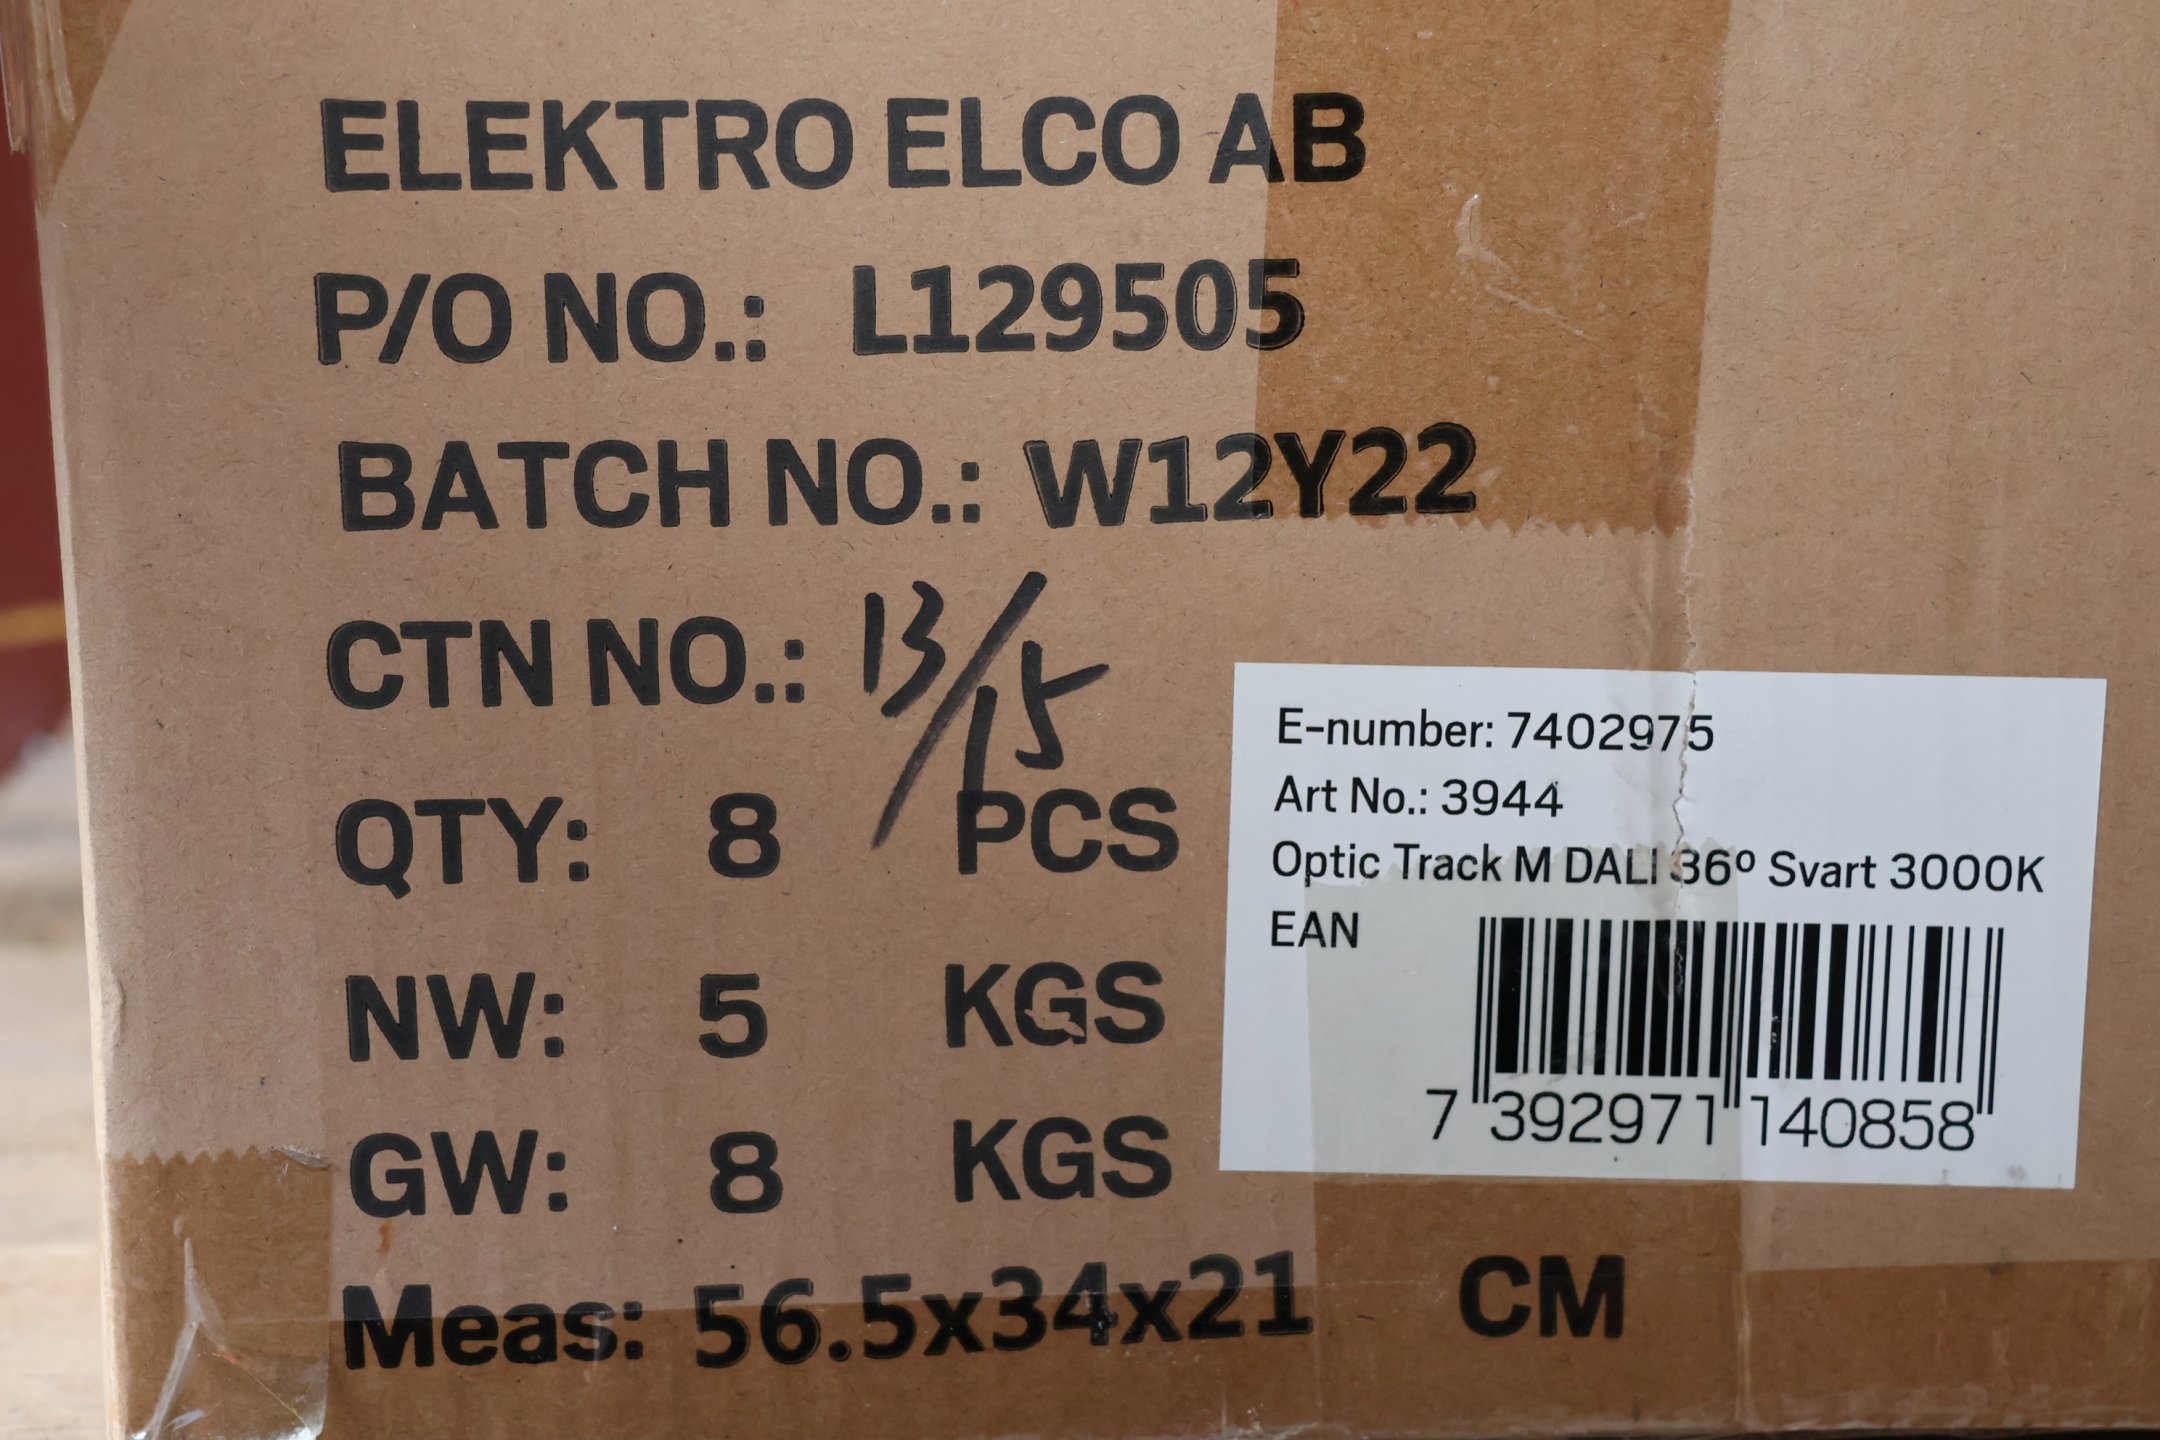 ELEKTRO ELCO AB
P/O NO.: L129505
BATCH NO.: W12Y22
CTN NO.: 13/15
QTY: 8 PCS
NW: 5 KGS
GW: 8 KGS
Meas: 56.5x34x21 CM
E-number: 7402975
Art No.: 3944
Optic Track M DALI 36º Svart 3000K
EAN
7 392971 140858